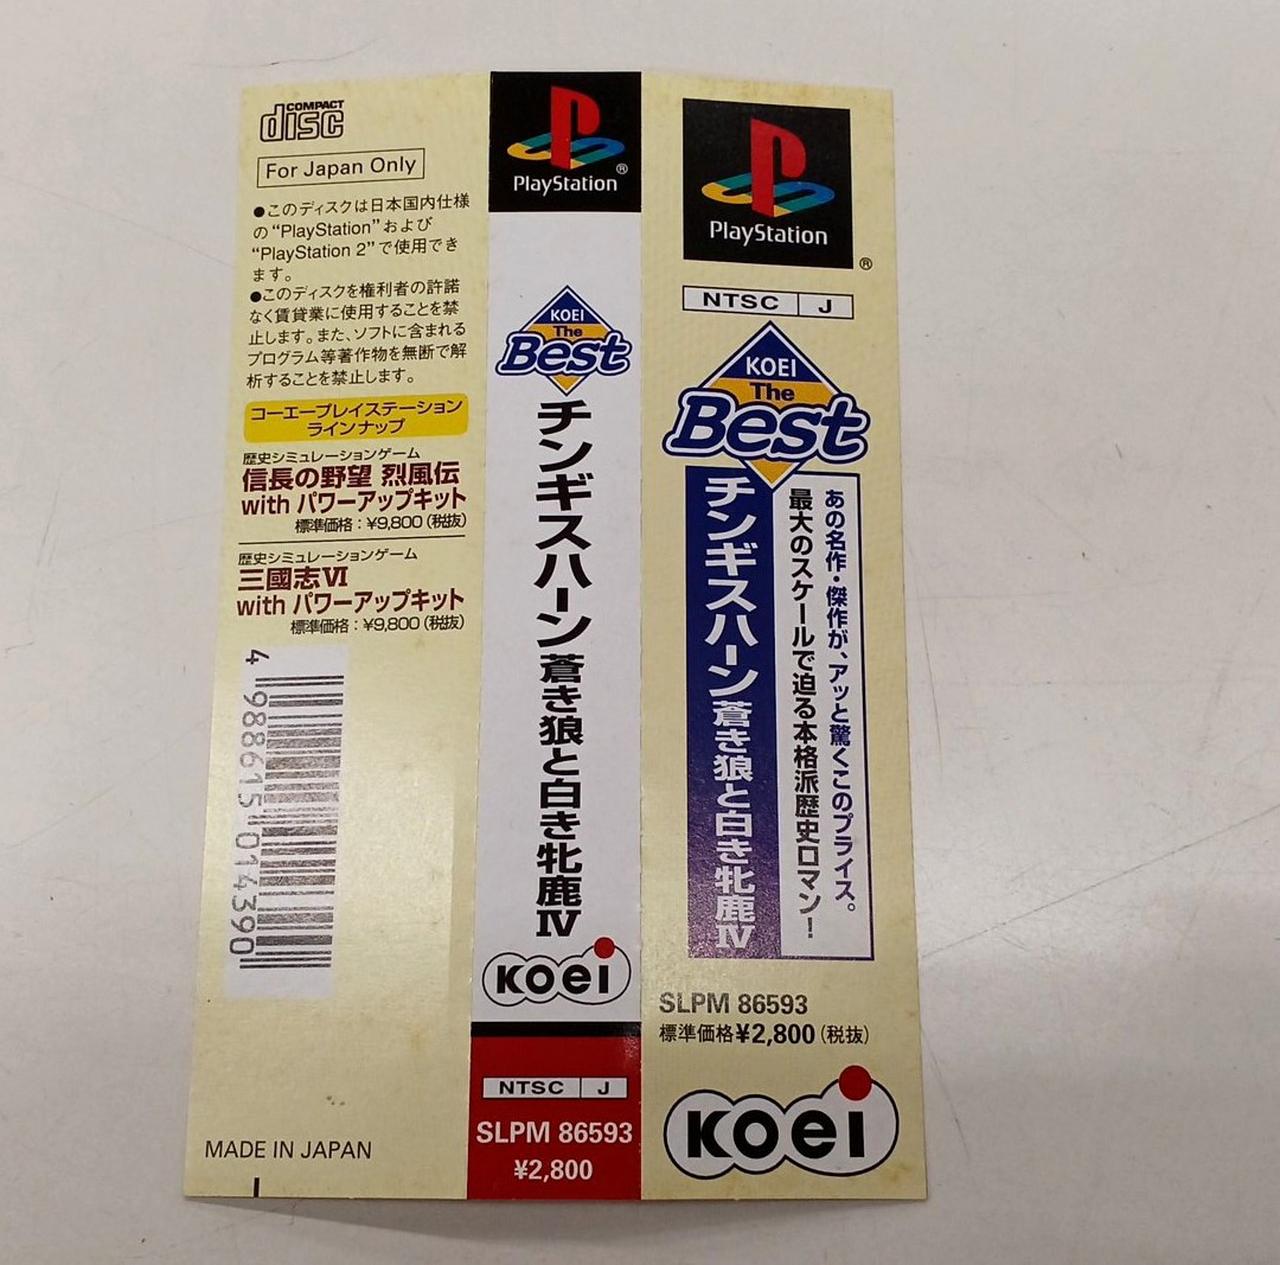 COMPACT
disc
For Japan Only
●このディスクは日本国内仕様
の“PlayStation”および
“PlayStation 2”で使用でき
ます。
●このディスクを権利者の許諾
なく賃貸業に使用することを禁
止します。また、ソフトに含まれる
プログラム等著作物を無断で解
析することを禁止します。
コーエープレイステーション
ラインナップ
歴史シミュレーションゲーム
信長の野望 烈風伝
with パワーアップキット
標準価格：¥9,800（税抜）
歴史シミュレーションゲーム
三國志Ⅵ
with パワーアップキット
標準価格：¥9,800（税抜）
4 988615 014390
MADE IN JAPAN
PlayStation®
KOEI
The
Best
チンギスハーン 蒼き狼と白き牝鹿Ⅳ
koei
NTSC J
SLPM 86593
¥2,800
PlayStation
®
NTSC J
KOEI
The
Best
あの名作・傑作が、アッと驚くこのプライス。
最大のスケールで迫る本格派歴史ロマン！
チンギスハーン 蒼き狼と白き牝鹿Ⅳ
SLPM 86593
標準価格¥2,800（税抜）
koei